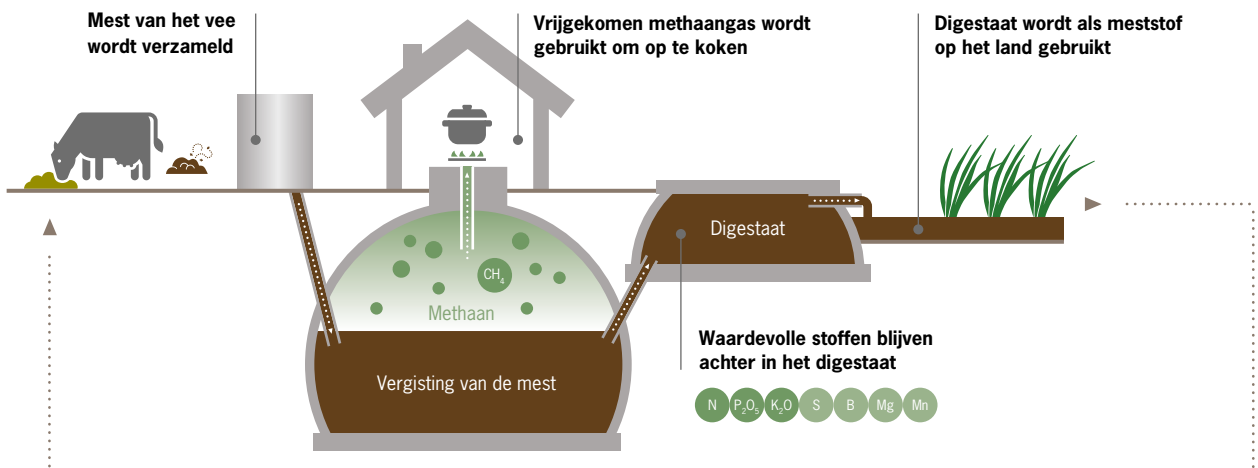 Mest van het vee
wordt verzameld
Vrijgekomen methaangas wordt
gebruikt om op te koken
Digestaat wordt als meststof
op het land gebruikt
Digestaat
CH₄
Methaan
Vergisting van de mest
Waardevolle stoffen blijven
achter in het digestaat
N P₂O₅ K₂O S B Mg Mn